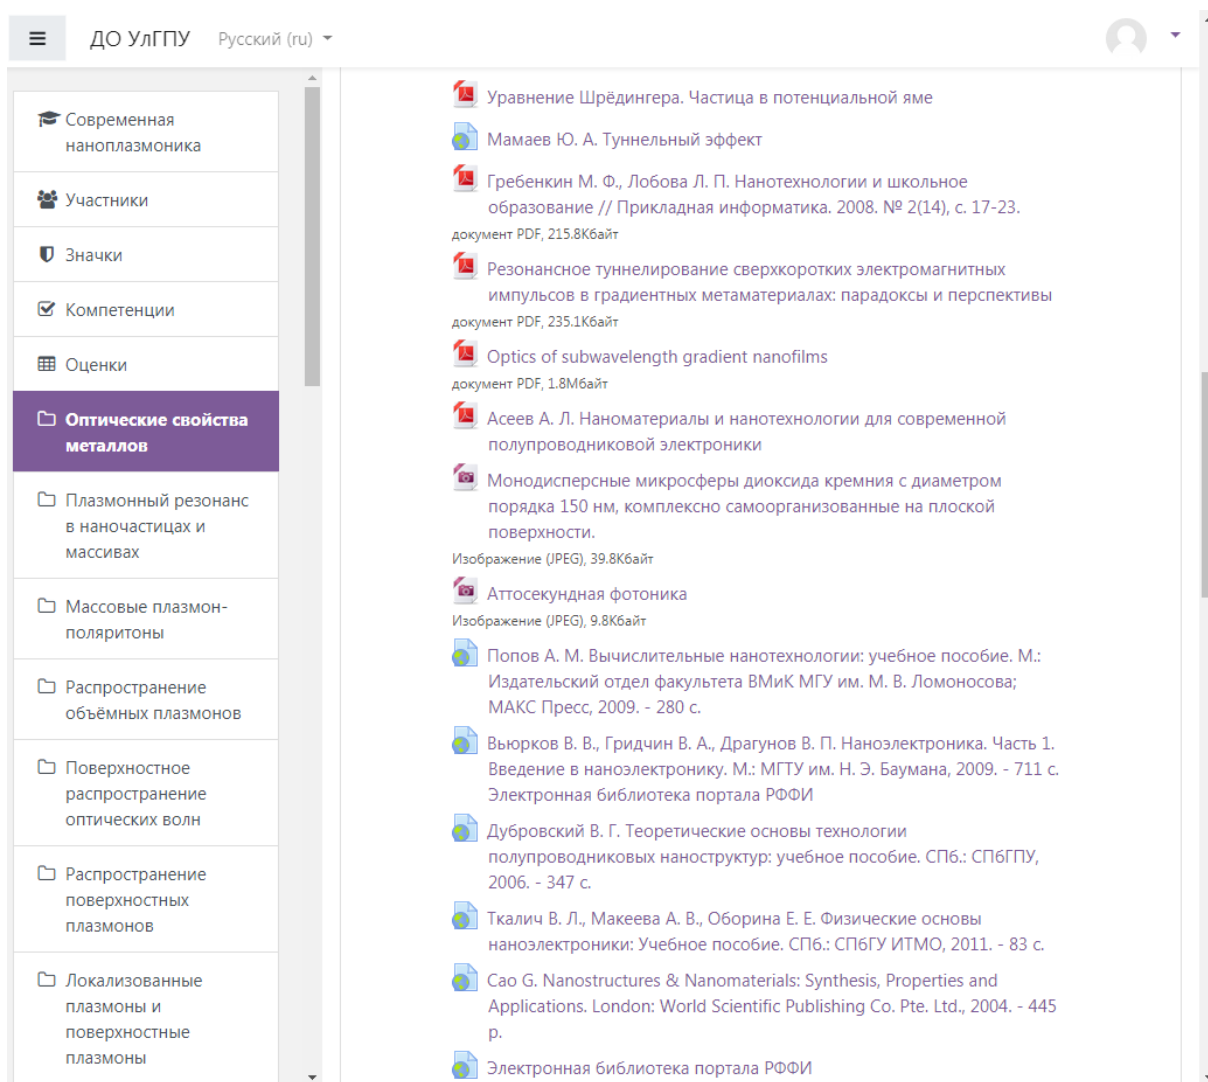 ДО УлГПУ
Русский (ru)
Современная
наноплазмоника
Участники
Значки
Компетенции
Оценки
Оптические свойства
металлов
Плазмонный резонанс
в наночастицах и
массивах
Массовые плазмон-
поляритоны
Распространение
объёмных плазмонов
Поверхностное
распространение
оптических волн
Распространение
поверхностных
плазмонов
Локализованные
плазмоны и
поверхностные
плазмоны
Уравнение Шрёдингера. Частица в потенциальной яме
Мамаев Ю. А. Туннельный эффект
Гребенкин М. Ф., Лобова Л. П. Нанотехнологии и школьное
образование // Прикладная информатика. 2008. № 2(14), с. 17-23.
документ PDF, 215.8Кбайт
Резонансное туннелирование сверхкоротких электромагнитных
импульсов в градиентных метаматериалах: парадоксы и перспективы
документ PDF, 235.1Кбайт
Optics of subwavelength gradient nanofilms
документ PDF, 1.8Мбайт
Асеев А. Л. Наноматериалы и нанотехнологии для современной
полупроводниковой электроники
Монодисперсные микросферы диоксида кремния с диаметром
порядка 150 нм, комплексно самоорганизованные на плоской
поверхности.
Изображение (JPEG), 39.8Кбайт
Аттосекундная фотоника
Изображение (JPEG), 9.8Кбайт
Попов А. М. Вычислительные нанотехнологии: учебное пособие. М.:
Издательский отдел факультета ВМиК МГУ им. М. В. Ломоносова;
МАКС Пресс, 2009. - 280 с.
Вьюрков В. В., Гридчин В. А., Драгунов В. П. Наноэлектроника. Часть 1.
Введение в наноэлектронику. М.: МГТУ им. Н. Э. Баумана, 2009. - 711 с.
Электронная библиотека портала РФФИ
Дубровский В. Г. Теоретические основы технологии
полупроводниковых наноструктур: учебное пособие. СПб.: СПбГПУ,
2006. - 347 с.
Ткалич В. Л., Макеева А. В., Оборина Е. Е. Физические основы
наноэлектроники: Учебное пособие. СПб.: СПбГУ ИТМО, 2011. - 83 с.
Cao G. Nanostructures & Nanomaterials: Synthesis, Properties and
Applications. London: World Scientific Publishing Co. Pte. Ltd., 2004. - 445
p.
Электронная библиотека портала РФФИ